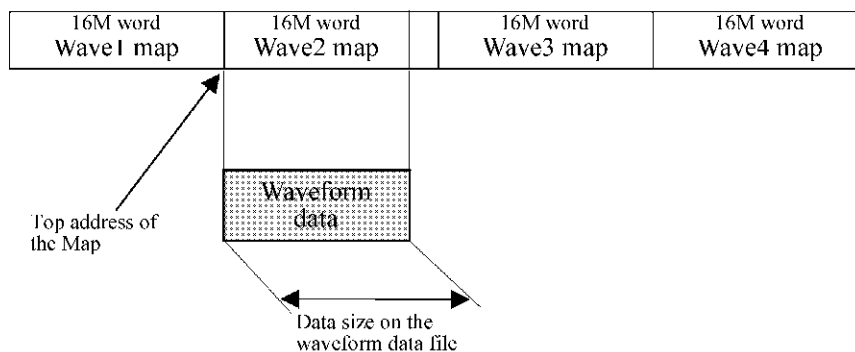 16M word
Wave1 map
16M word
Wave2 map
16M word
Wave3 map
16M word
Wave4 map
Waveform
data
Top address of
the Map
Data size on the
waveform data file